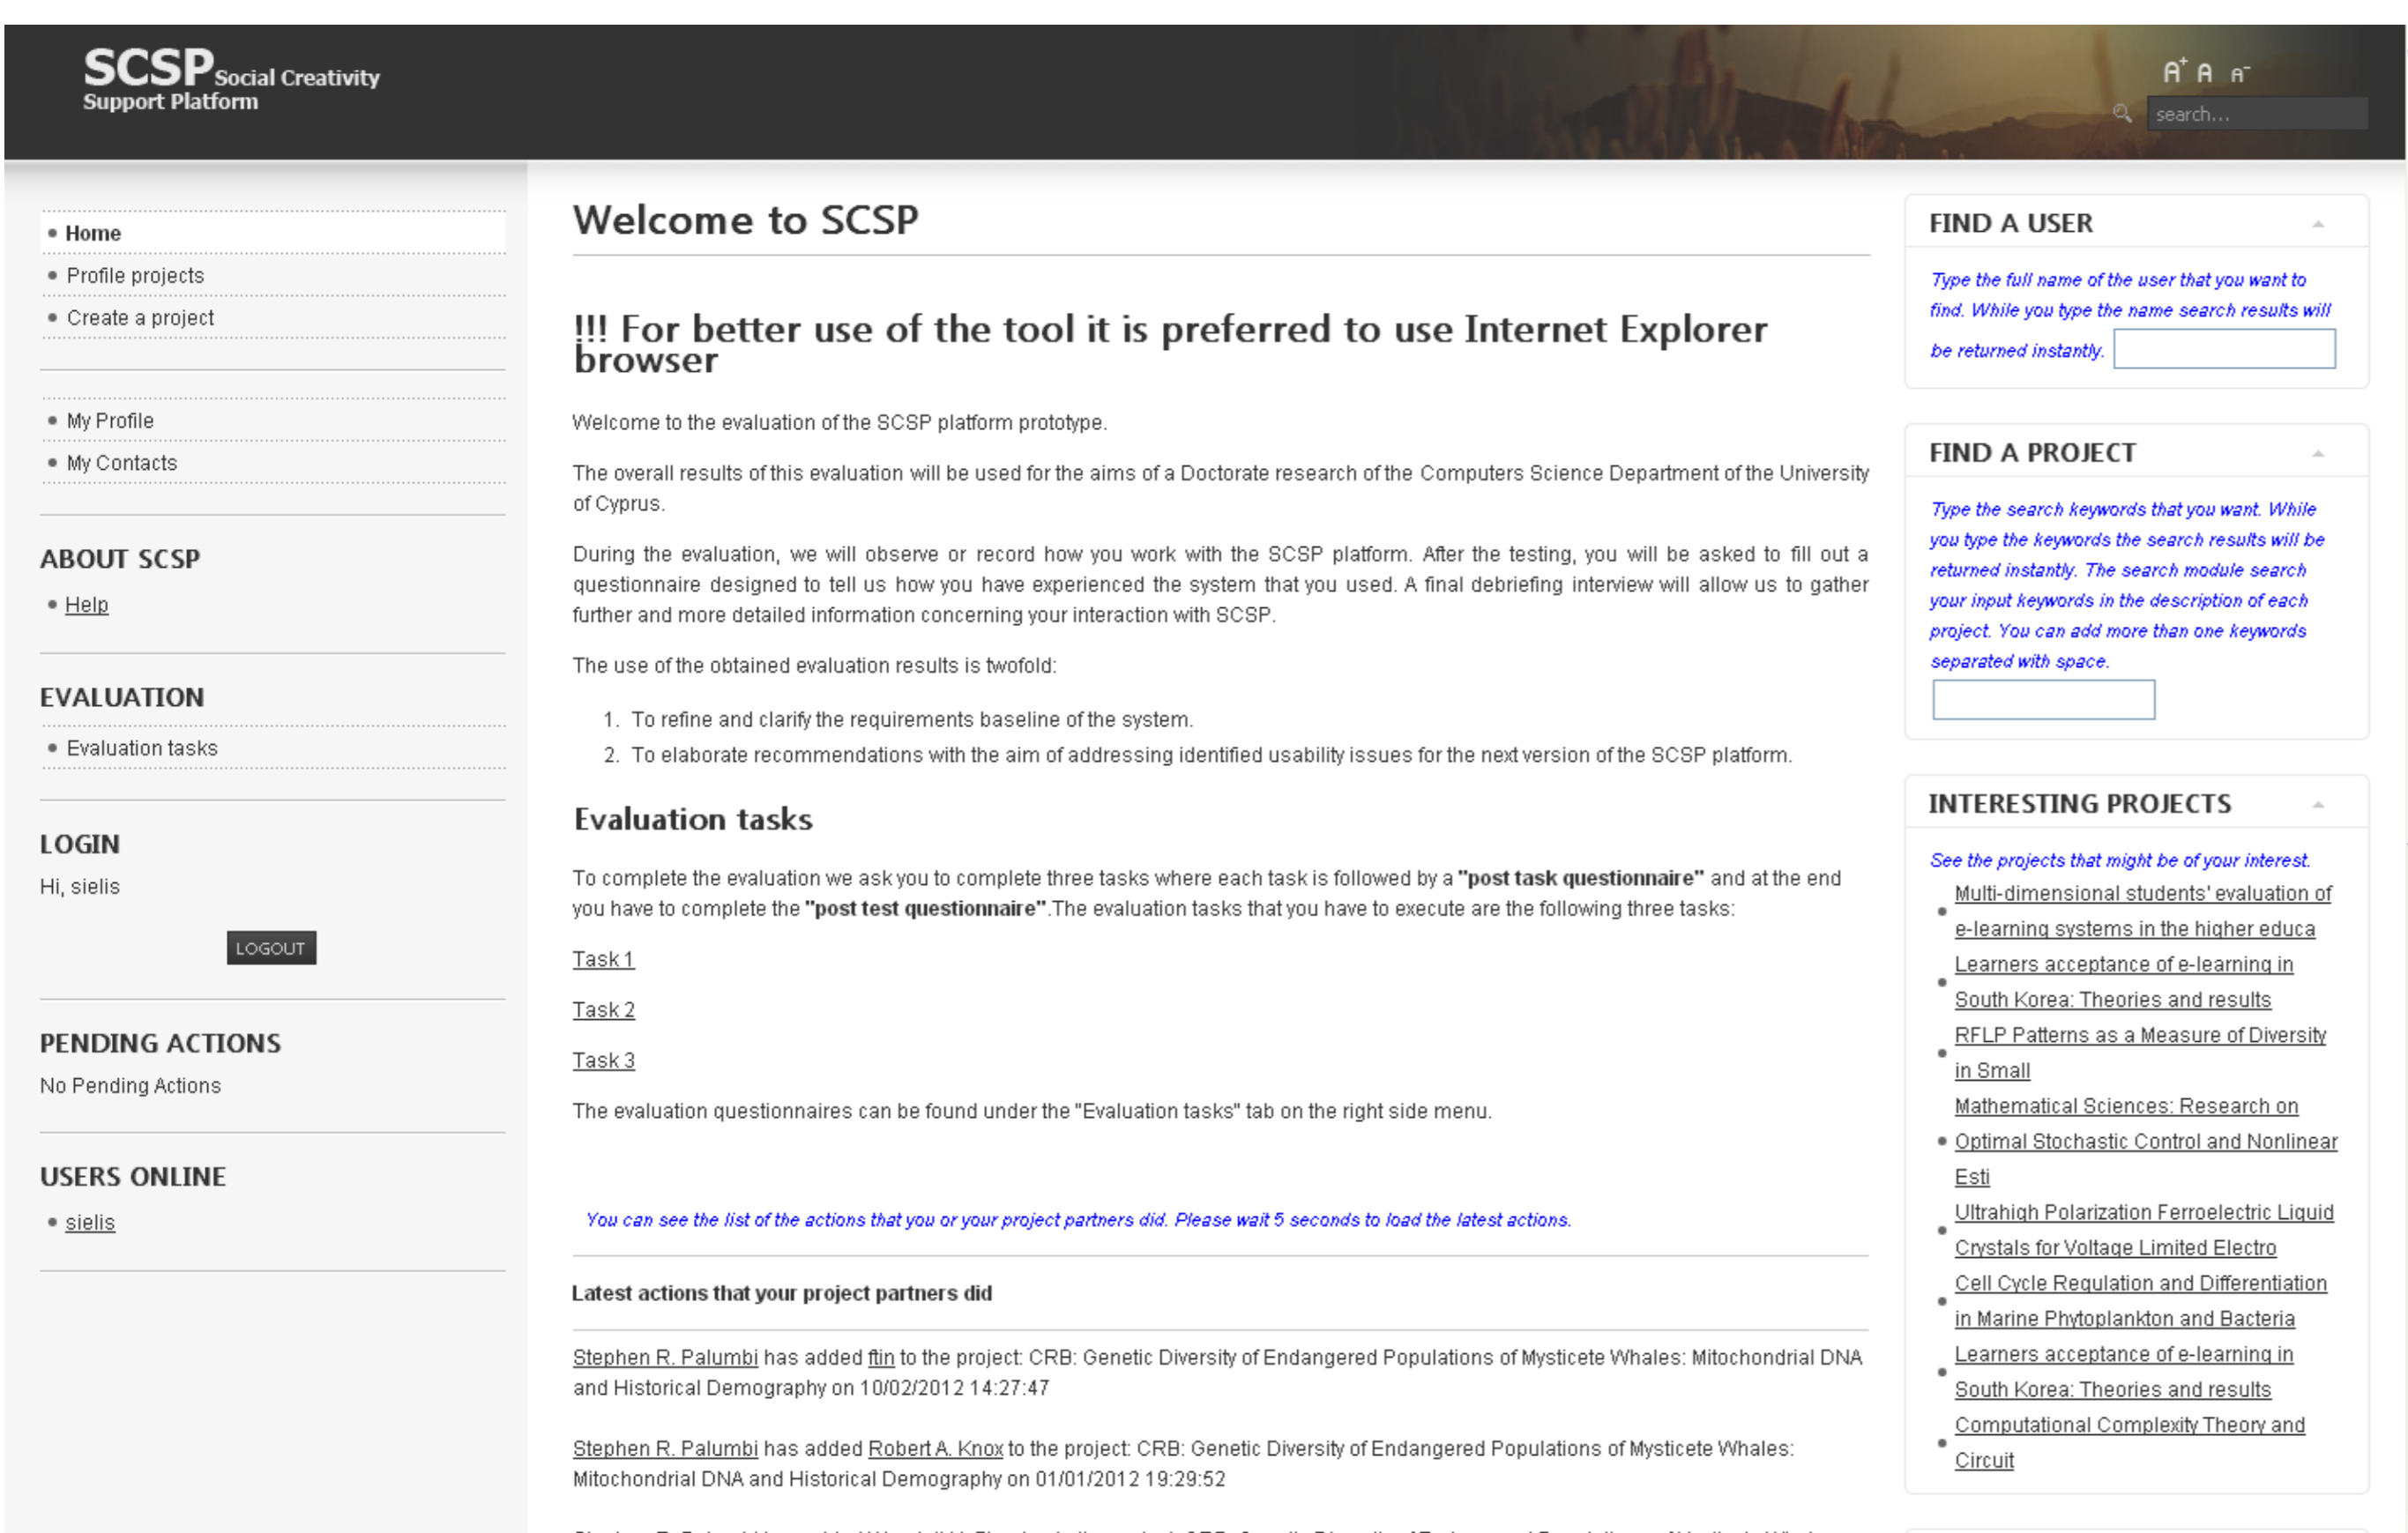 SCSP Social Creativity
Support Platform
A+ A A-
search...
Home
Profile projects
Create a project
My Profile
My Contacts
ABOUT SCSP
Help
EVALUATION
Evaluation tasks
LOGIN
Hi, sielis
LOGOUT
PENDING ACTIONS
No Pending Actions
USERS ONLINE
sielis
Welcome to SCSP
!!! For better use of the tool it is preferred to use Internet Explorer
browser
Welcome to the evaluation of the SCSP platform prototype.
The overall results of this evaluation will be used for the aims of a Doctorate research of the Computers Science Department of the University
of Cyprus.
During the evaluation, we will observe or record how you work with the SCSP platform. After the testing, you will be asked to fill out a
questionnaire designed to tell us how you have experienced the system that you used. A final debriefing interview will allow us to gather
further and more detailed information concerning your interaction with SCSP.
The use of the obtained evaluation results is twofold:
1. To refine and clarify the requirements baseline of the system.
2. To elaborate recommendations with the aim of addressing identified usability issues for the next version of the SCSP platform.
Evaluation tasks
To complete the evaluation we ask you to complete three tasks where each task is followed by a "post task questionnaire" and at the end
you have to complete the "post test questionnaire".The evaluation tasks that you have to execute are the following three tasks:
Task 1
Task 2
Task 3
The evaluation questionnaires can be found under the "Evaluation tasks" tab on the right side menu.
You can see the list of the actions that you or your project partners did. Please wait 5 seconds to load the latest actions.
Latest actions that your project partners did
Stephen R. Palumbi has added ftin to the project: CRB: Genetic Diversity of Endangered Populations of Mysticete Whales: Mitochondrial DNA
and Historical Demography on 10/02/2012 14:27:47
Stephen R. Palumbi has added Robert A. Knox to the project: CRB: Genetic Diversity of Endangered Populations of Mysticete Whales:
Mitochondrial DNA and Historical Demography on 01/01/2012 19:29:52
FIND A USER
Type the full name of the user that you want to
find. While you type the name search results will
be returned instantly.
FIND A PROJECT
Type the search keywords that you want. While
you type the keywords the search results will be
returned instantly. The search module search
your input keywords in the description of each
project. You can add more than one keywords
separated with space.
INTERESTING PROJECTS
See the projects that might be of your interest.
Multi-dimensional students' evaluation of
e-learning systems in the higher educa
Learners acceptance of e-learning in
South Korea: Theories and results
RFLP Patterns as a Measure of Diversity
in Small
Mathematical Sciences: Research on
Optimal Stochastic Control and Nonlinear
Esti
Ultrahigh Polarization Ferroelectric Liquid
Crystals for Voltage Limited Electro
Cell Cycle Regulation and Differentiation
in Marine Phytoplankton and Bacteria
Learners acceptance of e-learning in
South Korea: Theories and results
Computational Complexity Theory and
Circuit